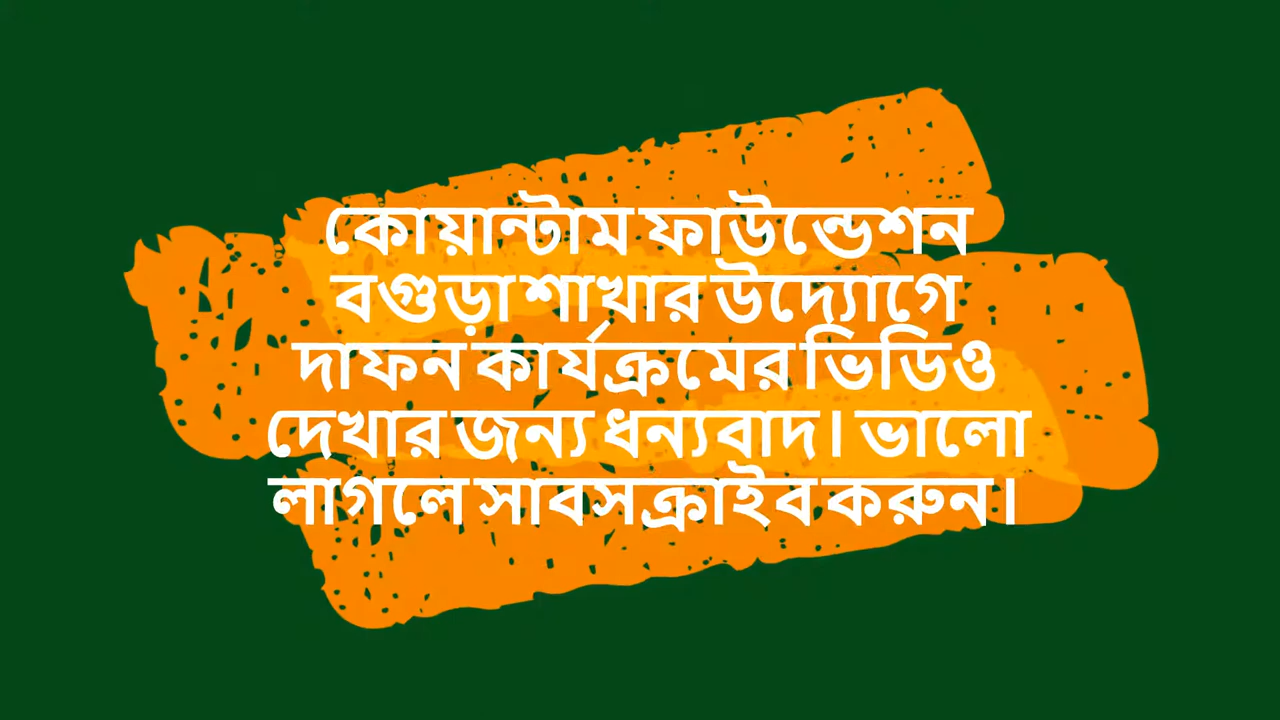 কোয়ান্টাম ফাউন্ডেশন
বগুড়া শাখার উদ্যোগে
দাফন কার্যক্রমের ভিডিও
দেখার জন্য ধন্যবাদ। ভালো
লাগলে সাবসক্রাইব করুন।